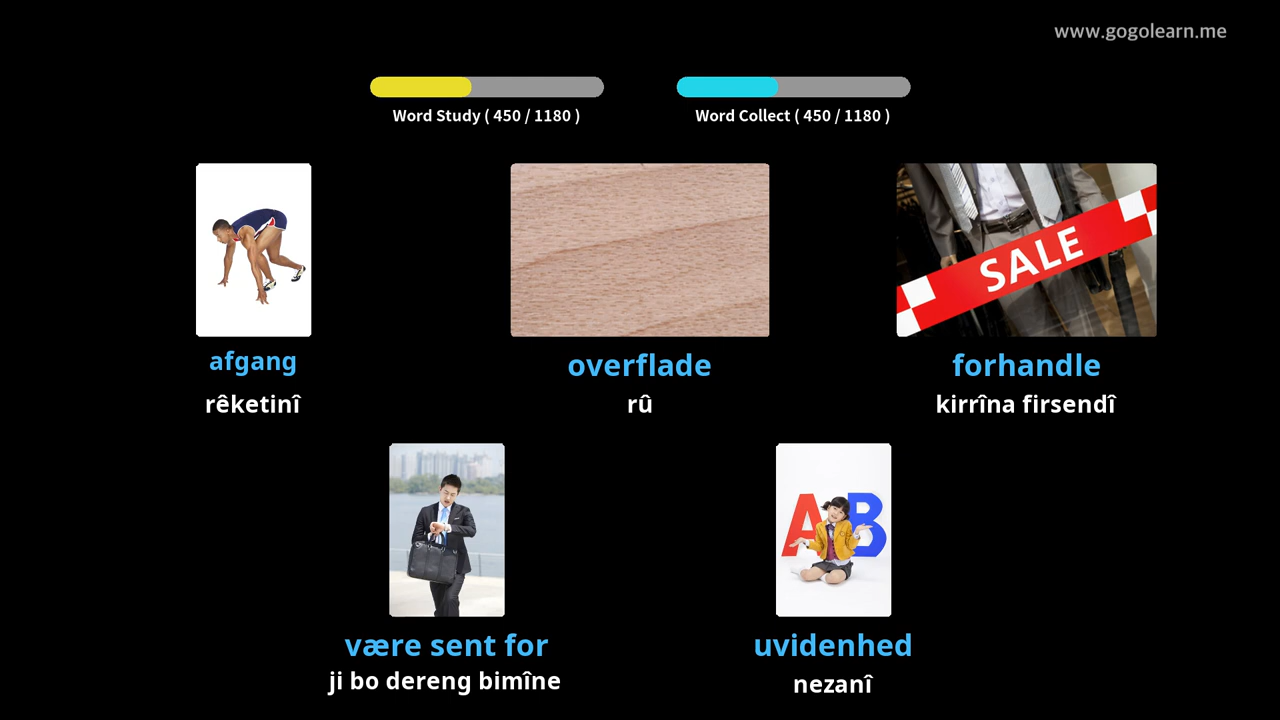 www.gogolearn.me
Word Study ( 450 / 1180 )
Word Collect ( 450 / 1180 )
SALE
afgang
rêketinî
overflade
rû
forhandle
kirrîna firsendî
A B
være sent for
ji bo dereng bimîne
uvidenhed
nezanî